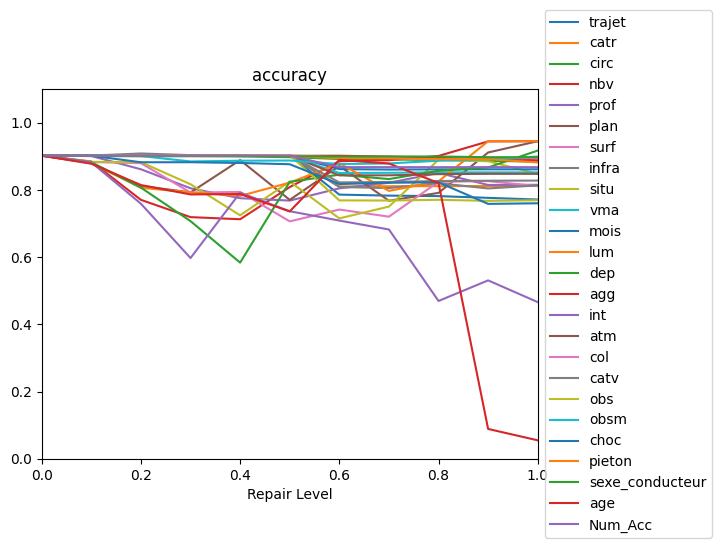 accuracy
1.0
0.8
0.6
0.4
0.2
0.0
0.0 0.2 0.4 0.6 0.8 1.0
Repair Level
trajet
catr
circ
nbv
prof
plan
surf
infra
situ
vma
mois
lum
dep
agg
int
atm
col
catv
obs
obsm
choc
pieton
sexe_conducteur
age
Num_Acc